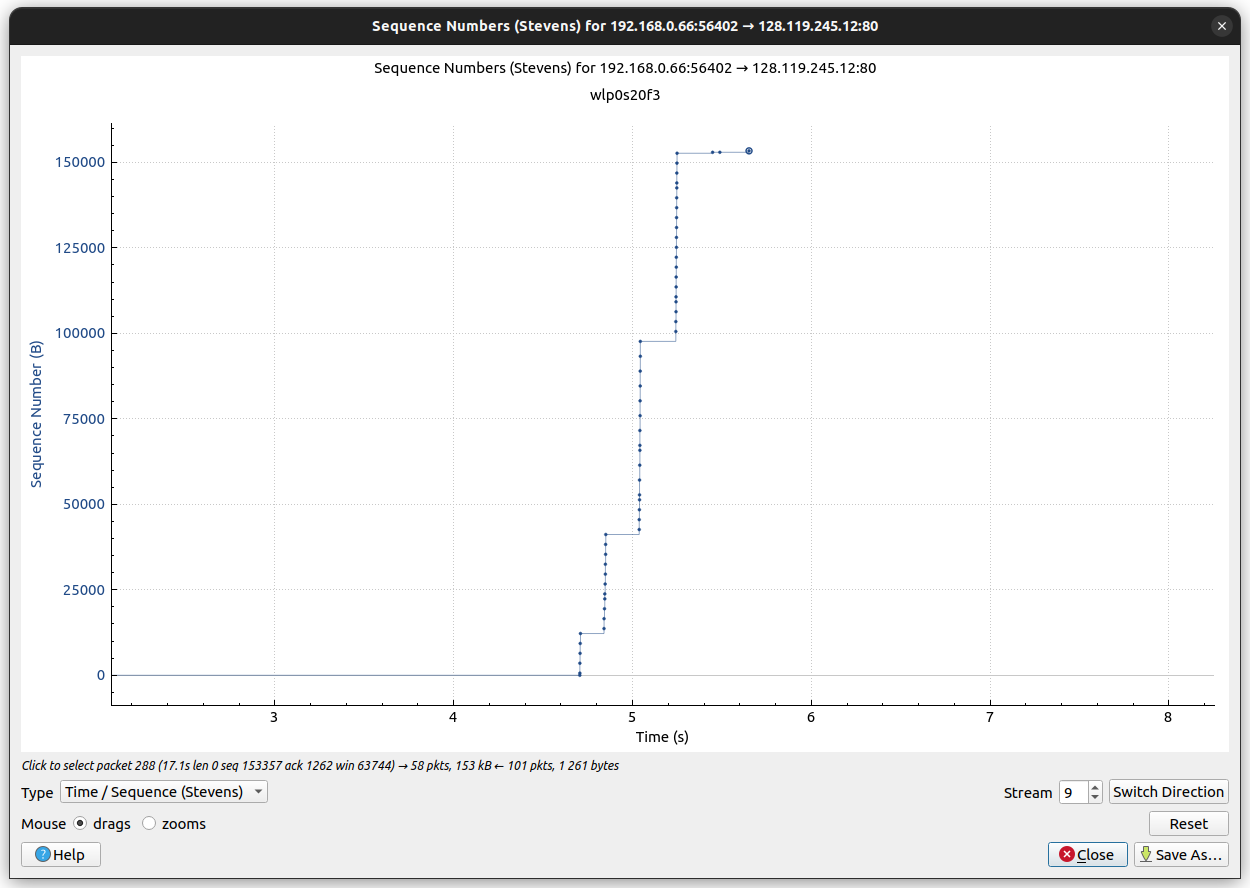 Sequence Numbers (Stevens) for 192.168.0.66:56402 → 128.119.245.12:80
Sequence Numbers (Stevens) for 192.168.0.66:56402 → 128.119.245.12:80
wlp0s20f3
150000
125000
100000
75000
50000
25000
0
Sequence Number (B)
3 4 5 6 7 8
Time (s)
Click to select packet 288 (17.1s len 0 seq 153357 ack 1262 win 63744) → 58 pkts, 153 kB ← 101 pkts, 1 261 bytes
Type Time / Sequence (Stevens) Stream 9 Switch Direction
Mouse drags zooms Reset
Help Close Save As…